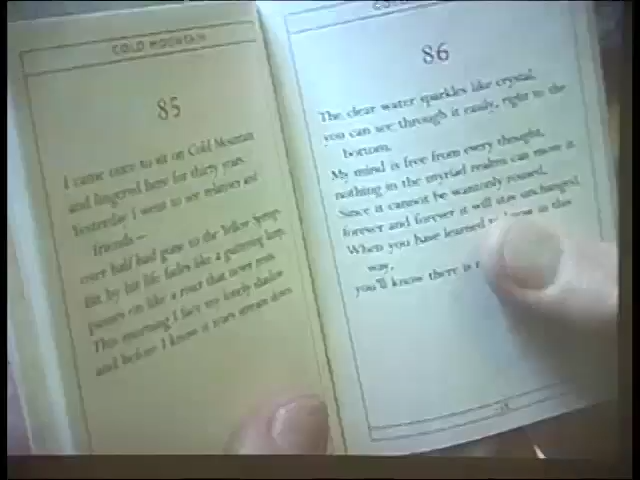 COLD MOUNTAIN
85
I came once to sit on Cold Mountain
and lingered here for thirty years.
Yesterday I went to see relatives and
friends—
over half had gone to the Yellow Springs.
Bit by bit life fades like a guttering lamp,
passes on like a river that never rests.
This morning I face my lonely shadow
and before I know it tears stream down.
86
The clear water sparkles like crystal,
you can see through it easily, right to the
bottom.
My mind is free from every thought,
nothing in the myriad realms can move it.
Since it cannot be wantonly roused,
forever and forever it will stay unchanged.
When you have learned to know in this
way,
you'll know there is